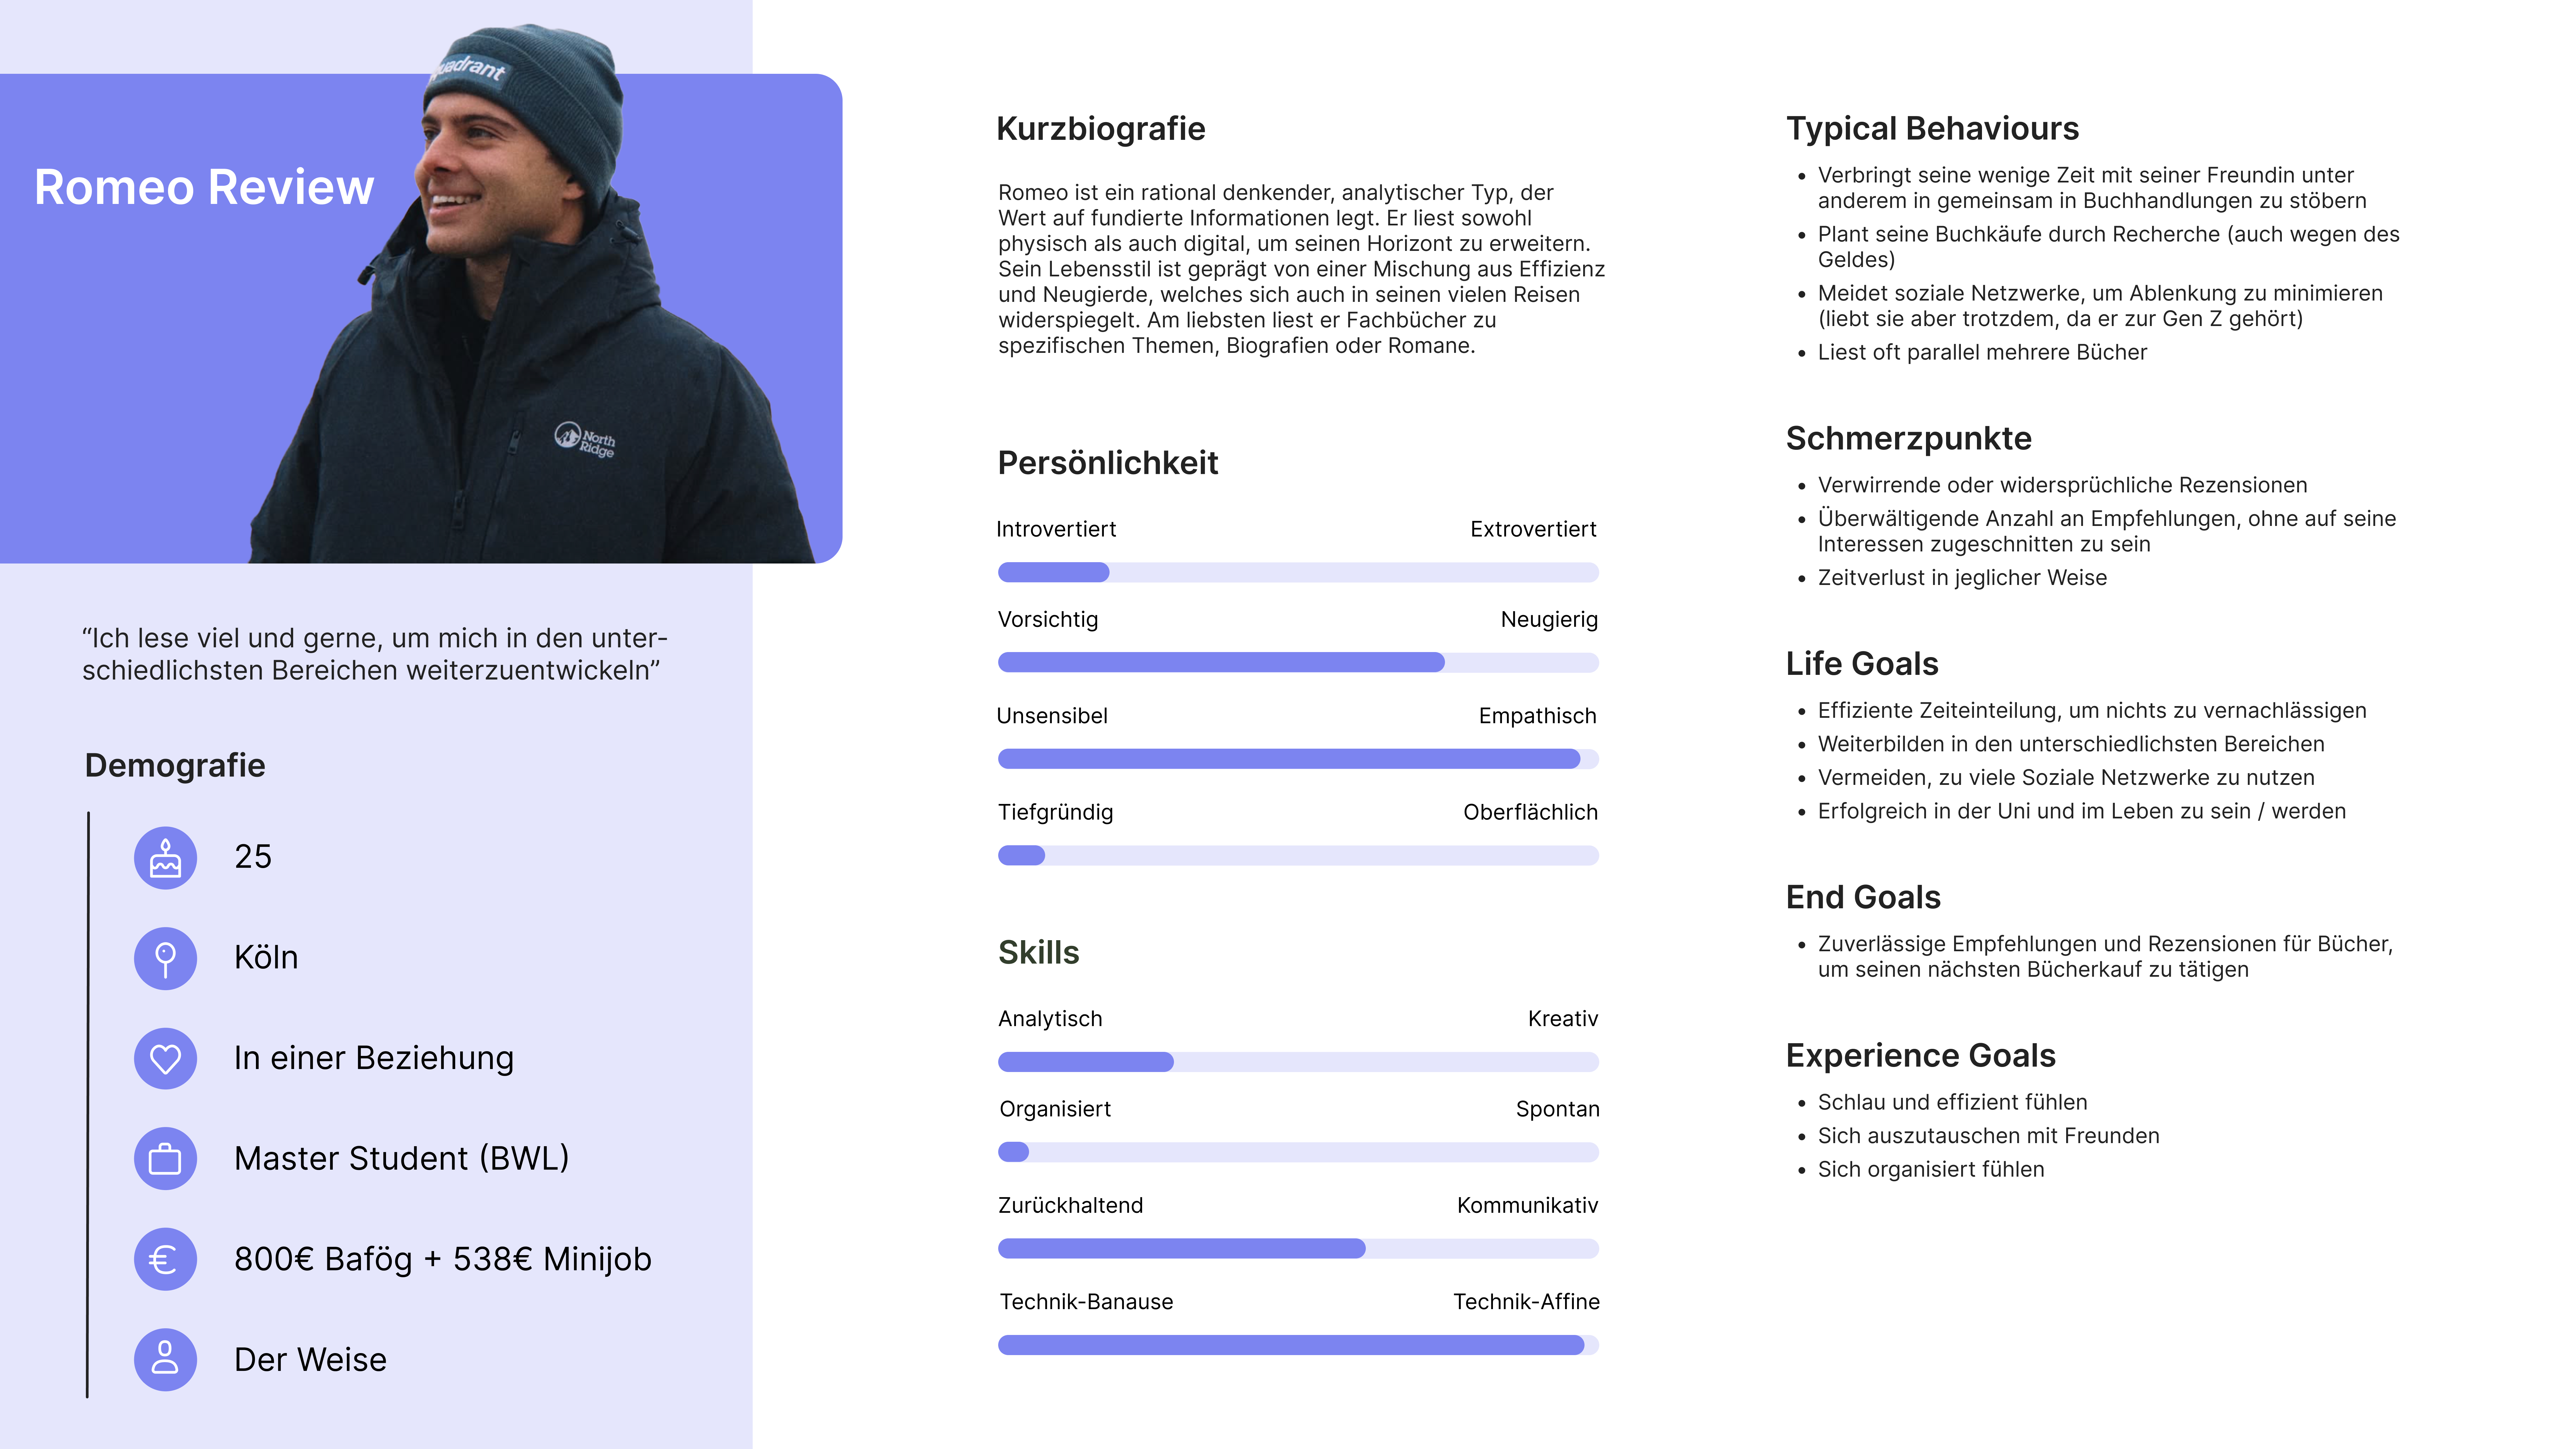 quadrant
Romeo Review
North
Ridge
“Ich lese viel und gerne, um mich in den unter-
schiedlichsten Bereichen weiterzuentwickeln”
Demografie
25
Köln
In einer Beziehung
Master Student (BWL)
€
800€ Bafög + 538€ Minijob
Der Weise
Kurzbiografie
Romeo ist ein rational denkender, analytischer Typ, der
Wert auf fundierte Informationen legt. Er liest sowohl
physisch als auch digital, um seinen Horizont zu erweitern.
Sein Lebensstil ist geprägt von einer Mischung aus Effizienz
und Neugierde, welches sich auch in seinen vielen Reisen
widerspiegelt. Am liebsten liest er Fachbücher zu
spezifischen Themen, Biografien oder Romane.
Persönlichkeit
Introvertiert Extrovertiert
Vorsichtig Neugierig
Unsensibel Empathisch
Tiefgründig Oberflächlich
Skills
Analytisch Kreativ
Organisiert Spontan
Zurückhaltend Kommunikativ
Technik-Banause Technik-Affine
Typical Behaviours
• Verbringt seine wenige Zeit mit seiner Freundin unter
anderem in gemeinsam in Buchhandlungen zu stöbern
• Plant seine Buchkäufe durch Recherche (auch wegen des
Geldes)
• Meidet soziale Netzwerke, um Ablenkung zu minimieren
(liebt sie aber trotzdem, da er zur Gen Z gehört)
• Liest oft parallel mehrere Bücher
Schmerzpunkte
• Verwirrende oder widersprüchliche Rezensionen
• Überwältigende Anzahl an Empfehlungen, ohne auf seine
Interessen zugeschnitten zu sein
• Zeitverlust in jeglicher Weise
Life Goals
• Effiziente Zeiteinteilung, um nichts zu vernachlässigen
• Weiterbilden in den unterschiedlichsten Bereichen
• Vermeiden, zu viele Soziale Netzwerke zu nutzen
• Erfolgreich in der Uni und im Leben zu sein / werden
End Goals
• Zuverlässige Empfehlungen und Rezensionen für Bücher,
um seinen nächsten Bücherkauf zu tätigen
Experience Goals
• Schlau und effizient fühlen
• Sich auszutauschen mit Freunden
• Sich organisiert fühlen